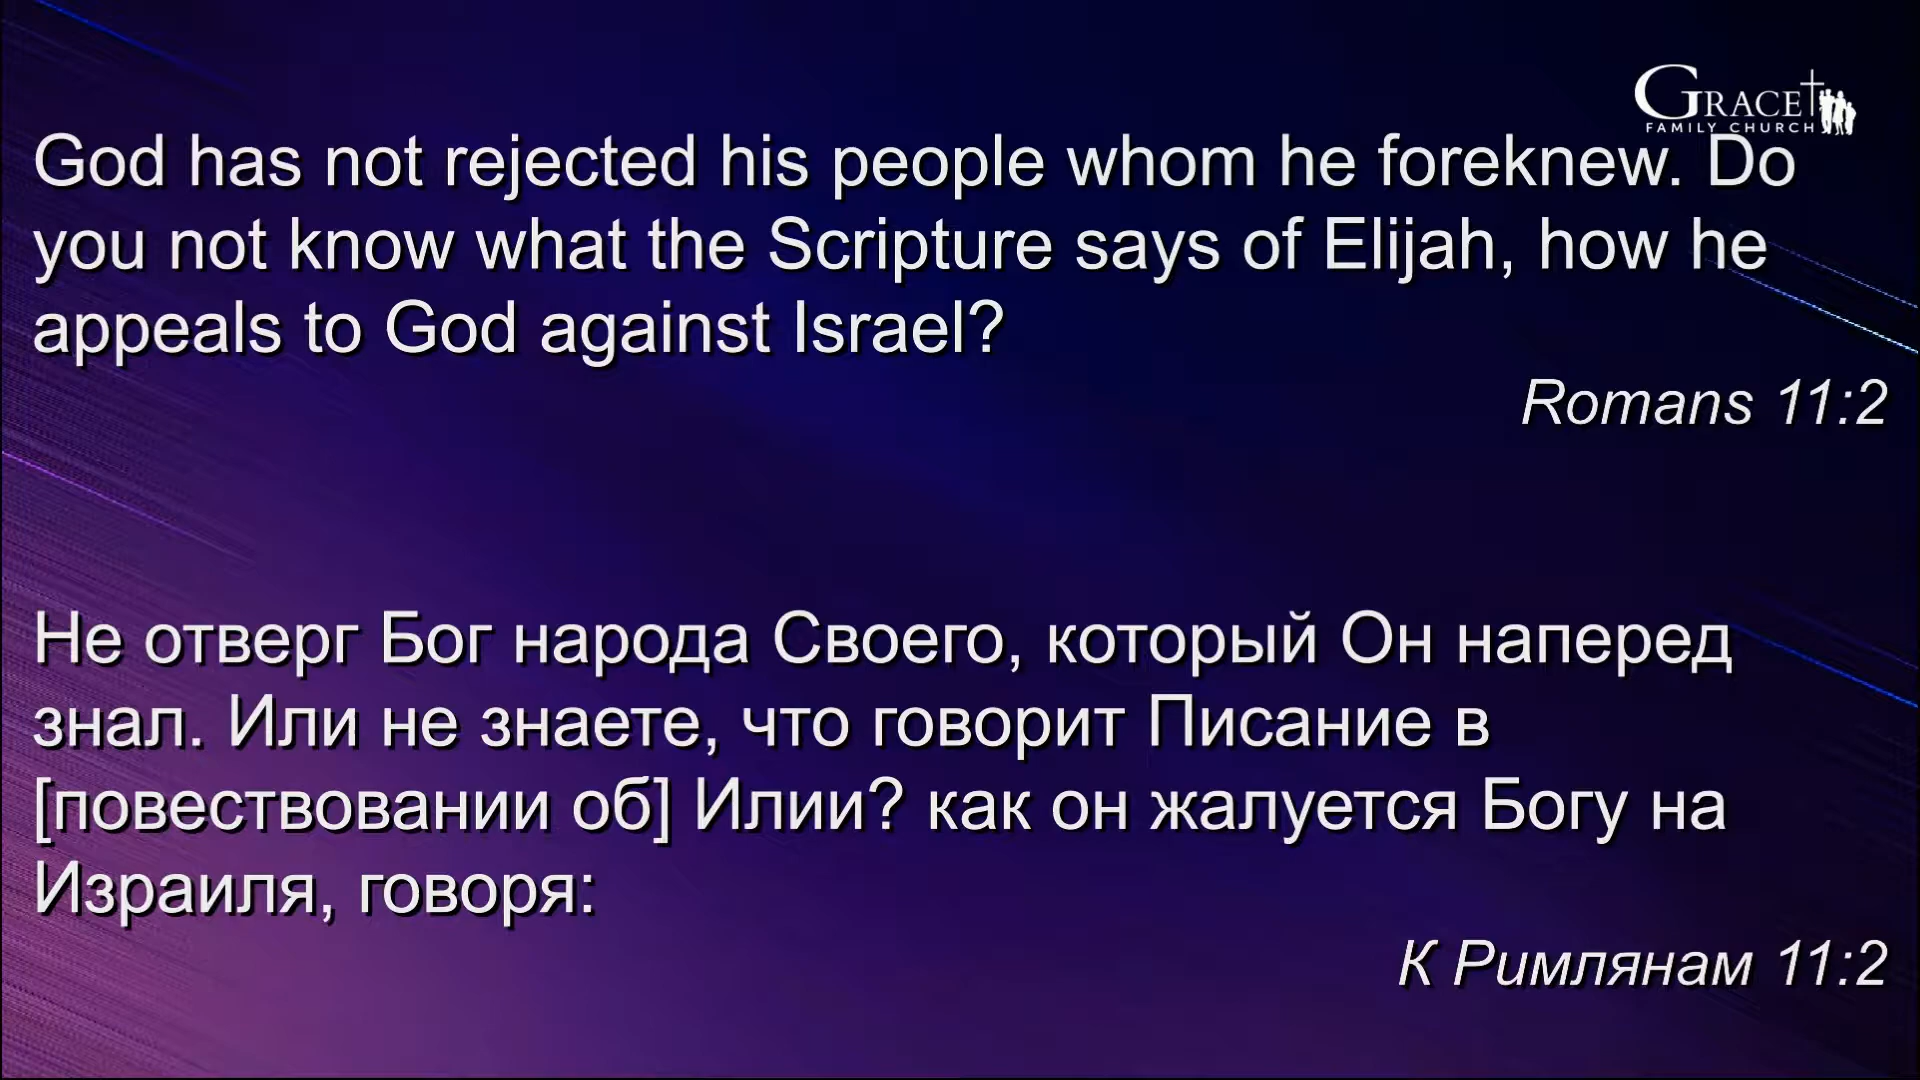 GRACE
FAMILY CHURCH
God has not rejected his people whom he foreknew. Do
you not know what the Scripture says of Elijah, how he
appeals to God against Israel?
Romans 11:2
Не отверг Бог народа Своего, который Он наперед
знал. Или не знаете, что говорит Писание в
[повествовании об] Илии? как он жалуется Богу на
Израиля, говоря:
К Римлянам 11:2